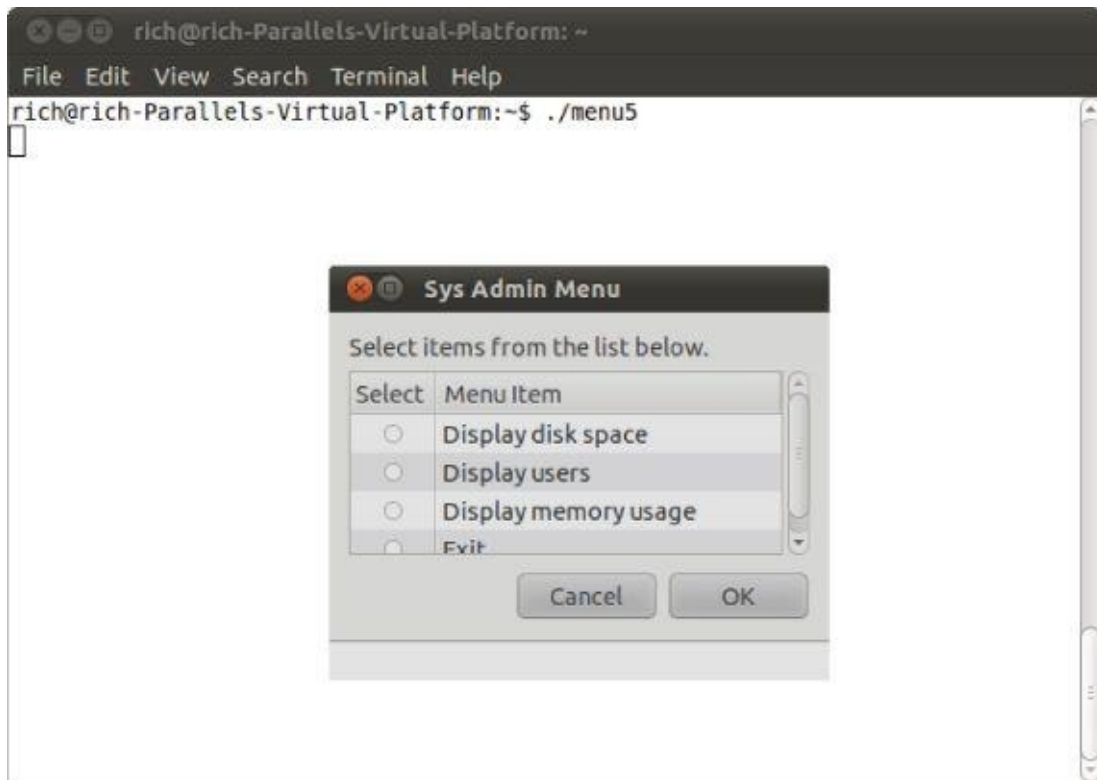 rich@rich-Parallels-Virtual-Platform: ~
File Edit View Search Terminal Help
rich@rich-Parallels-Virtual-Platform:~$ ./menu5
Sys Admin Menu
Select items from the list below.
Select Menu Item
Display disk space
Display users
Display memory usage
Exit
Cancel OK